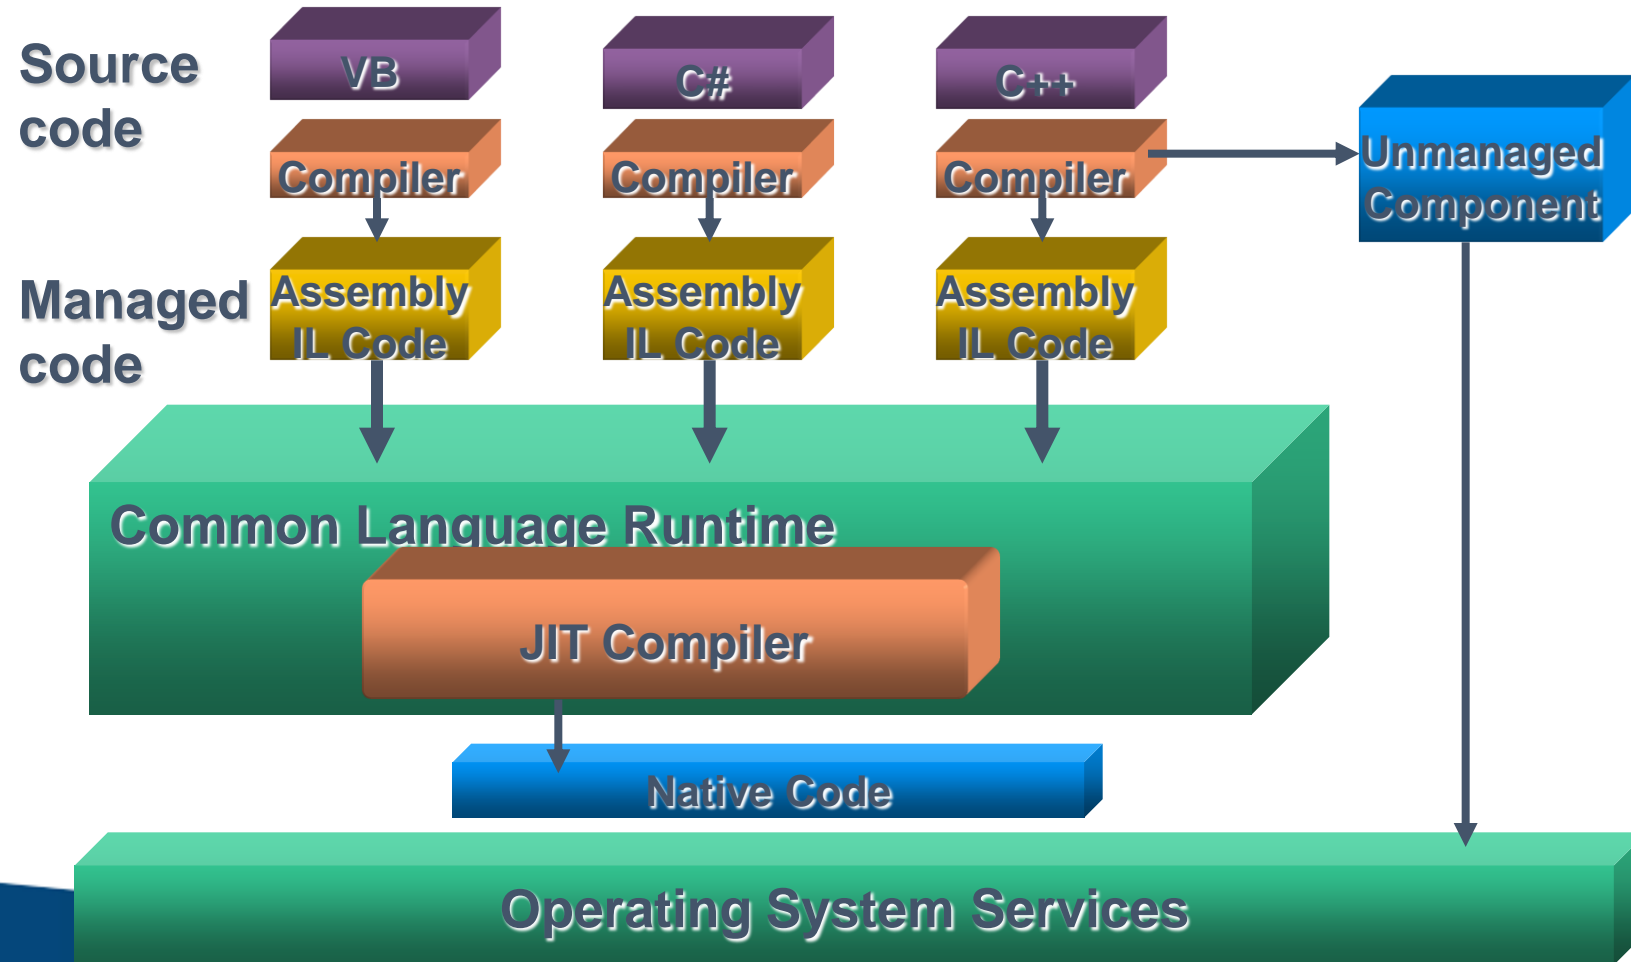 Source
code
VB
C#
C++
Compiler
Compiler
Compiler
Unmanaged
Component
Managed
code
Assembly
IL Code
Assembly
IL Code
Assembly
IL Code
Common Language Runtime
JIT Compiler
Native Code
Operating System Services